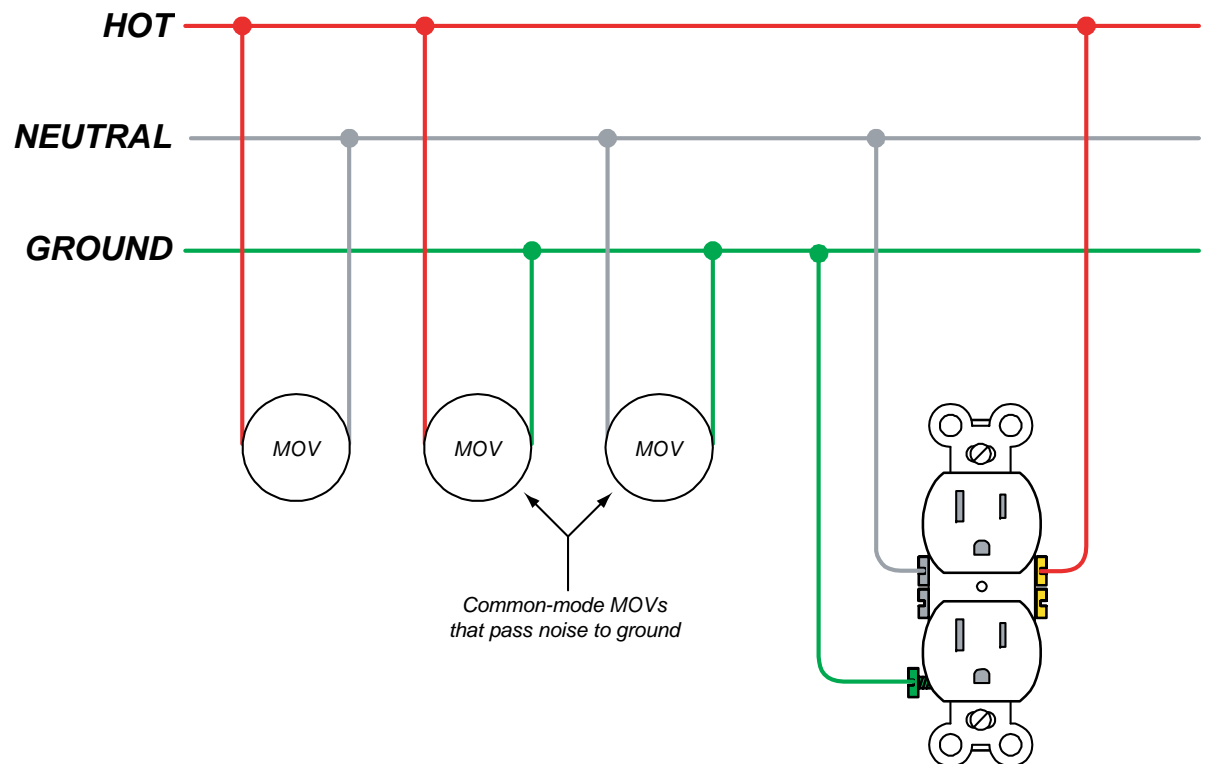 HOT
NEUTRAL
GROUND
MOV
MOV
MOV
Common-mode MOVs
that pass noise to ground